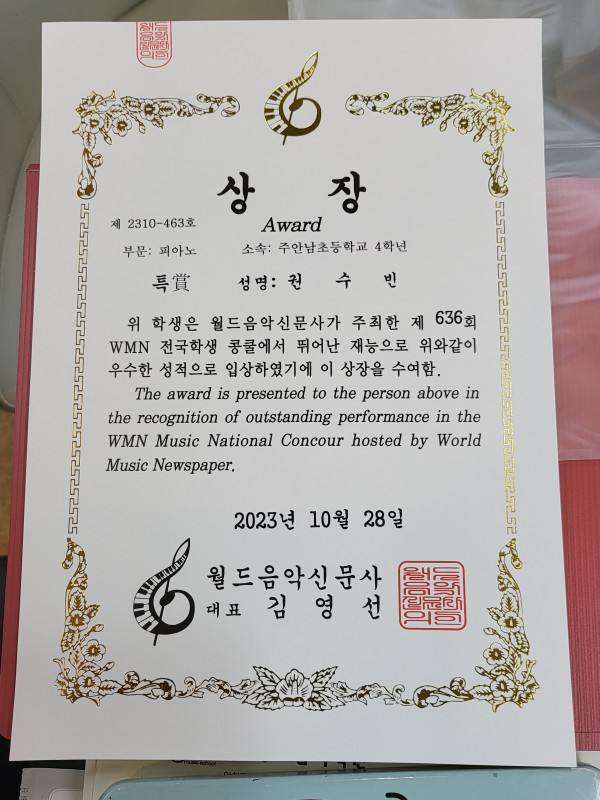 상 장
Award
제 2310-463호
부문: 피아노 소속: 주안남초등학교 4학년
특賞 성명: 권 수 빈
위 학생은 월드음악신문사가 주최한 제 636회
WMN 전국학생 콩쿨에서 뛰어난 재능으로 위와같이
우수한 성적으로 입상하였기에 이 상장을 수여함.
The award is presented to the person above in
the recognition of outstanding performance in the
WMN Music National Concour hosted by World
Music Newspaper.
2023년 10월 28일
월드음악신문사
대표 김 영 선